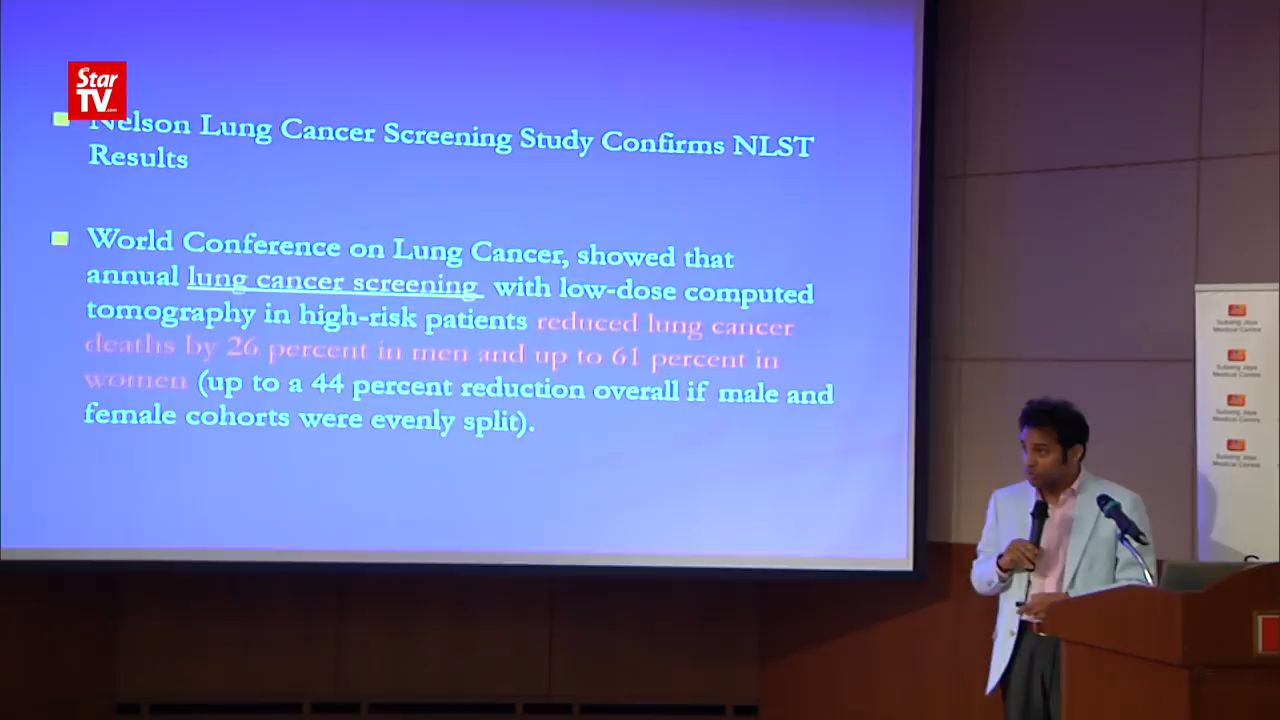 Star
TV.com
Nelson Lung Cancer Screening Study Confirms NLST
Results
World Conference on Lung Cancer, showed that
annual lung cancer screening with low-dose computed
tomography in high-risk patients reduced lung cancer
deaths by 26 percent in men and up to 61 percent in
women (up to a 44 percent reduction overall if male and
female cohorts were evenly split).
Subang Jaya
Medical Centre
Subang Jaya
Medical Centre
Subang Jaya
Medical Centre
Subang Jaya
Medical Centre